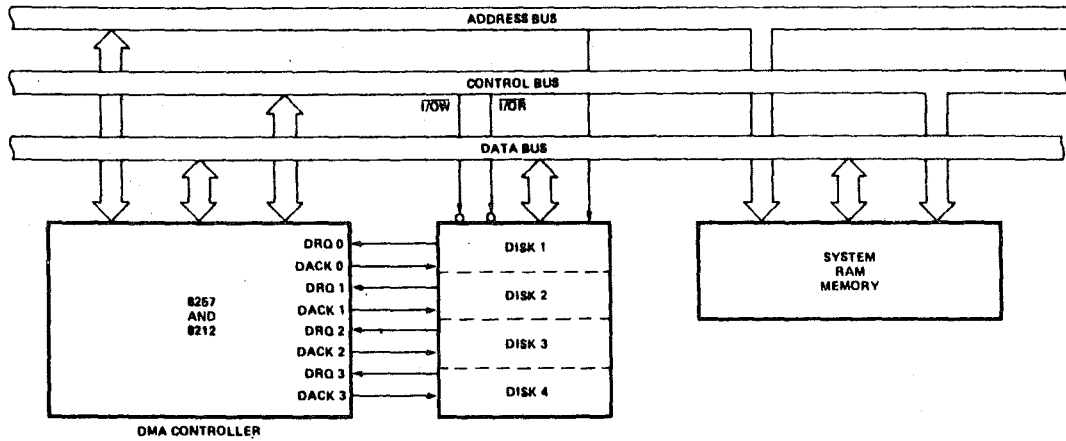 ADDRESS BUS
CONTROL BUS
I/OW
I/OR
DATA BUS
DRQ 0
DACK 0
DRQ 1
DACK 1
DRQ 2
DACK 2
DRQ 3
DACK 3
8257
AND
8212
DISK 1
DISK 2
DISK 3
DISK 4
SYSTEM
RAM
MEMORY
DMA CONTROLLER